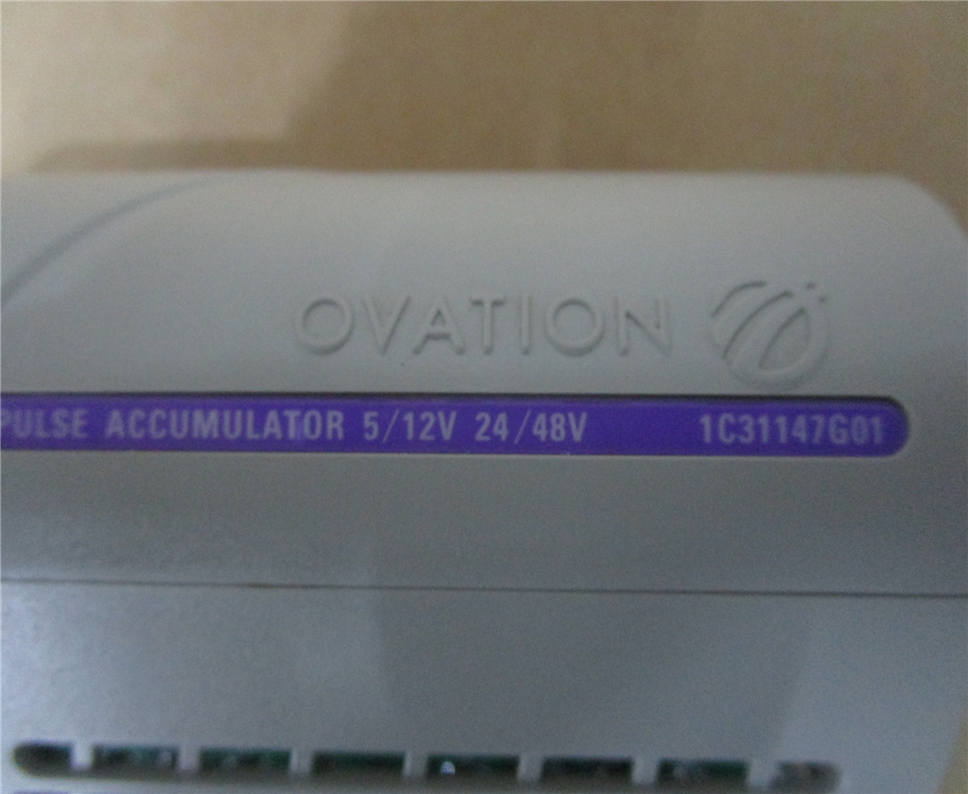 OVATION
PULSE ACCUMULATOR 5/12V 24/48V 1C31147G01